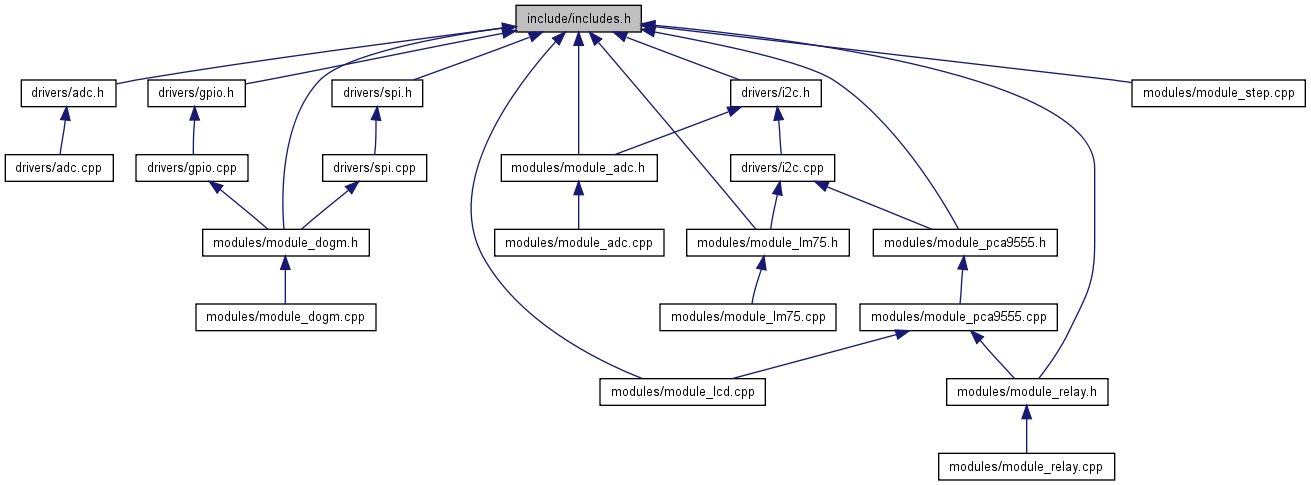 include/includes.h
drivers/adc.h
drivers/gpio.h
drivers/spi.h
drivers/i2c.h
modules/module_step.cpp
drivers/adc.cpp
drivers/gpio.cpp
drivers/spi.cpp
modules/module_adc.h
drivers/i2c.cpp
modules/module_dogm.h
modules/module_adc.cpp
modules/module_lm75.h
modules/module_pca9555.h
modules/module_dogm.cpp
modules/module_lm75.cpp
modules/module_pca9555.cpp
modules/module_lcd.cpp
modules/module_relay.h
modules/module_relay.cpp